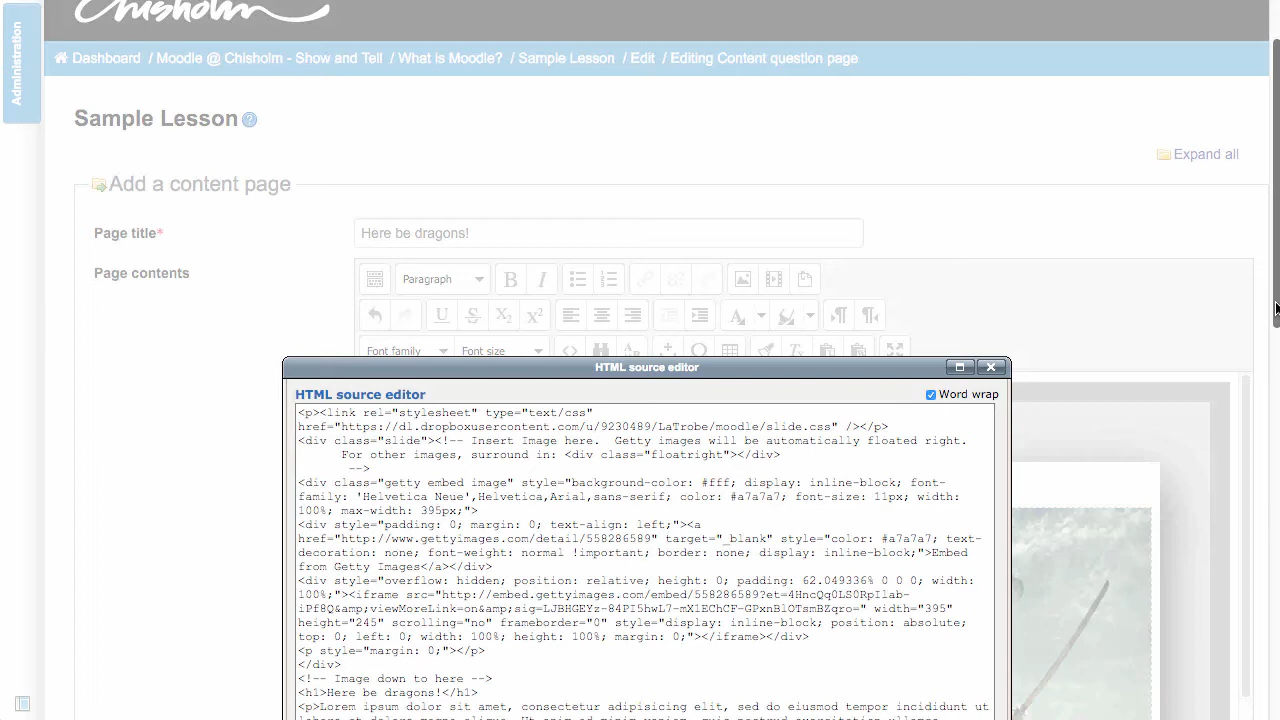 Chisholm
Administration
Dashboard / Moodle @ Chisholm - Show and Tell / What is Moodle? / Sample Lesson / Edit / Editing Content question page
Sample Lesson
Expand all
Add a content page
Page title*
Here be dragons!
Page contents
Paragraph
Font family
Font size
HTML source editor
HTML source editor
Word wrap
<p><link rel="stylesheet" type="text/css"
href="https://dl.dropboxusercontent.com/u/9230489/LaTrobe/moodle/slide.css" /></p>
<div class="slide"><!-- Insert Image here.  Getty images will be automatically floated right.
For other images, surround in: <div class="floatright"></div>
-->
<div class="getty embed image" style="background-color: #fff; display: inline-block; font-
family: 'Helvetica Neue',Helvetica,Arial,sans-serif; color: #a7a7a7; font-size: 11px; width:
100%; max-width: 395px;">
<div style="padding: 0; margin: 0; text-align: left;"><a
href="http://www.gettyimages.com/detail/558286589" target="_blank" style="color: #a7a7a7; text-
decoration: none; font-weight: normal !important; border: none; display: inline-block;">Embed
from Getty Images</a></div>
<div style="overflow: hidden; position: relative; height: 0; padding: 62.049336% 0 0 0; width:
100%;"><iframe src="http://embed.gettyimages.com/embed/558286589?et=4HncQq0LS0RpIlab-
iPf8Q&amp;viewMoreLink=on&amp;sig=LJBHGEYz-84PI5hwL7-mX1EChCF-GPxnBlOTsmBZqro=" width="395"
height="245" scrolling="no" frameborder="0" style="display: inline-block; position: absolute;
top: 0; left: 0; width: 100%; height: 100%; margin: 0;"></iframe></div>
<p style="margin: 0;"></p>
</div>
<!-- Image down to here -->
<h1>Here be dragons!</h1>
<p>Lorem ipsum dolor sit amet, consectetur adipisicing elit, sed do eiusmod tempor incididunt ut